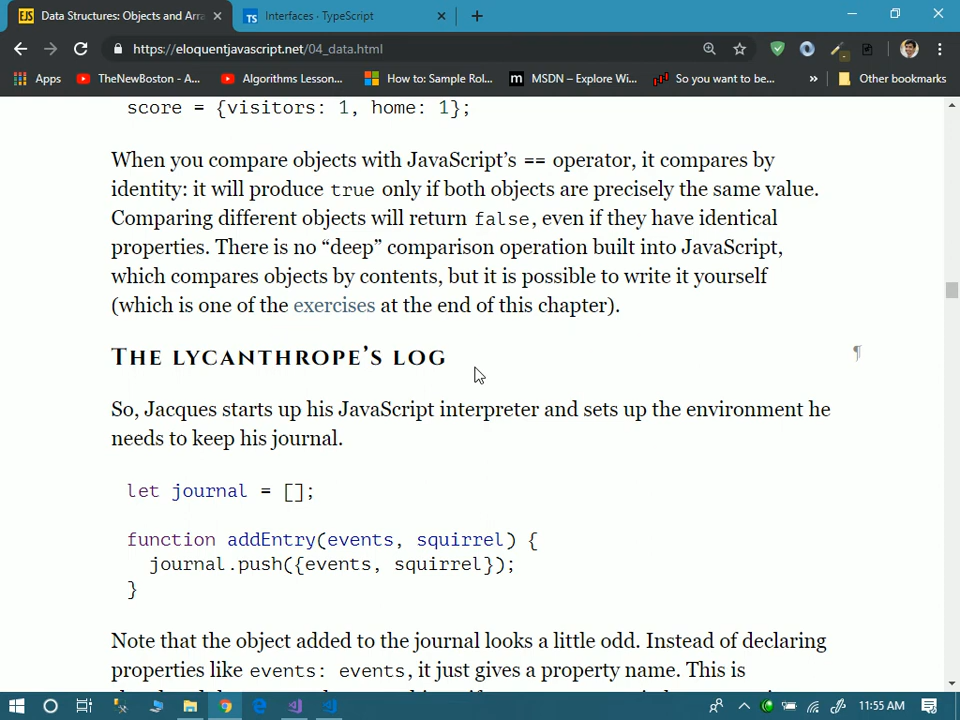 EJS Data Structures: Objects and Arra
TS Interfaces · TypeScript
https://eloquentjavascript.net/04_data.html
Apps TheNewBoston - A... Algorithms Lesson... How to: Sample Rol... m MSDN – Explore Wi... So you want to be... » Other bookmarks
score = {visitors: 1, home: 1};
When you compare objects with JavaScript’s == operator, it compares by
identity: it will produce true only if both objects are precisely the same value.
Comparing different objects will return false, even if they have identical
properties. There is no “deep” comparison operation built into JavaScript,
which compares objects by contents, but it is possible to write it yourself
(which is one of the exercises at the end of this chapter).
The lycanthrope’s log ¶
So, Jacques starts up his JavaScript interpreter and sets up the environment he
needs to keep his journal.
let journal = [];
function addEntry(events, squirrel) {
journal.push({events, squirrel});
}
Note that the object added to the journal looks a little odd. Instead of declaring
properties like events: events, it just gives a property name. This is
11:55 AM